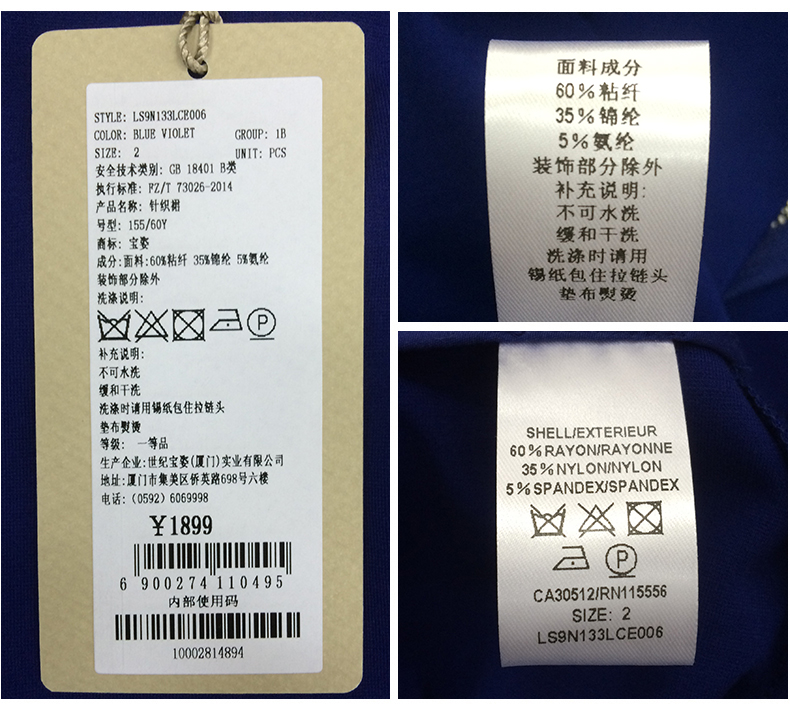 STYLE: LS9N133LCE006
COLOR: BLUE VIOLET GROUP: 1B
SIZE: 2 UNIT: PCS
安全技术类别: GB 18401 B类
执行标准: FZ/T 73026-2014
产品名称: 针织裙
号型: 155/60Y
商标: 宝姿
成分:面料:60%粘纤 35%锦纶 5%氨纶
装饰部分除外
洗涤说明:
P
补充说明:
不可水洗
缓和干洗
洗涤时请用锡纸包住拉链头
垫布熨烫
等级: 一等品
生产企业:世纪宝姿(厦门)实业有限公司
地址:厦门市集美区侨英路698号六楼
电话:(0592) 6069998
￥1899
6 900274 110495
内部使用码
10002814894
面料成分
60%粘纤
35%锦纶
5%氨纶
装饰部分除外
补充说明:
不可水洗
缓和干洗
洗涤时请用
锡纸包住拉链头
垫布熨烫
SHELL/EXTERIEUR
60%RAYON/RAYONNE
35%NYLON/NYLON
5%SPANDEX/SPANDEX
P
CA30512/RN115556
SIZE: 2
LS9N133LCE006